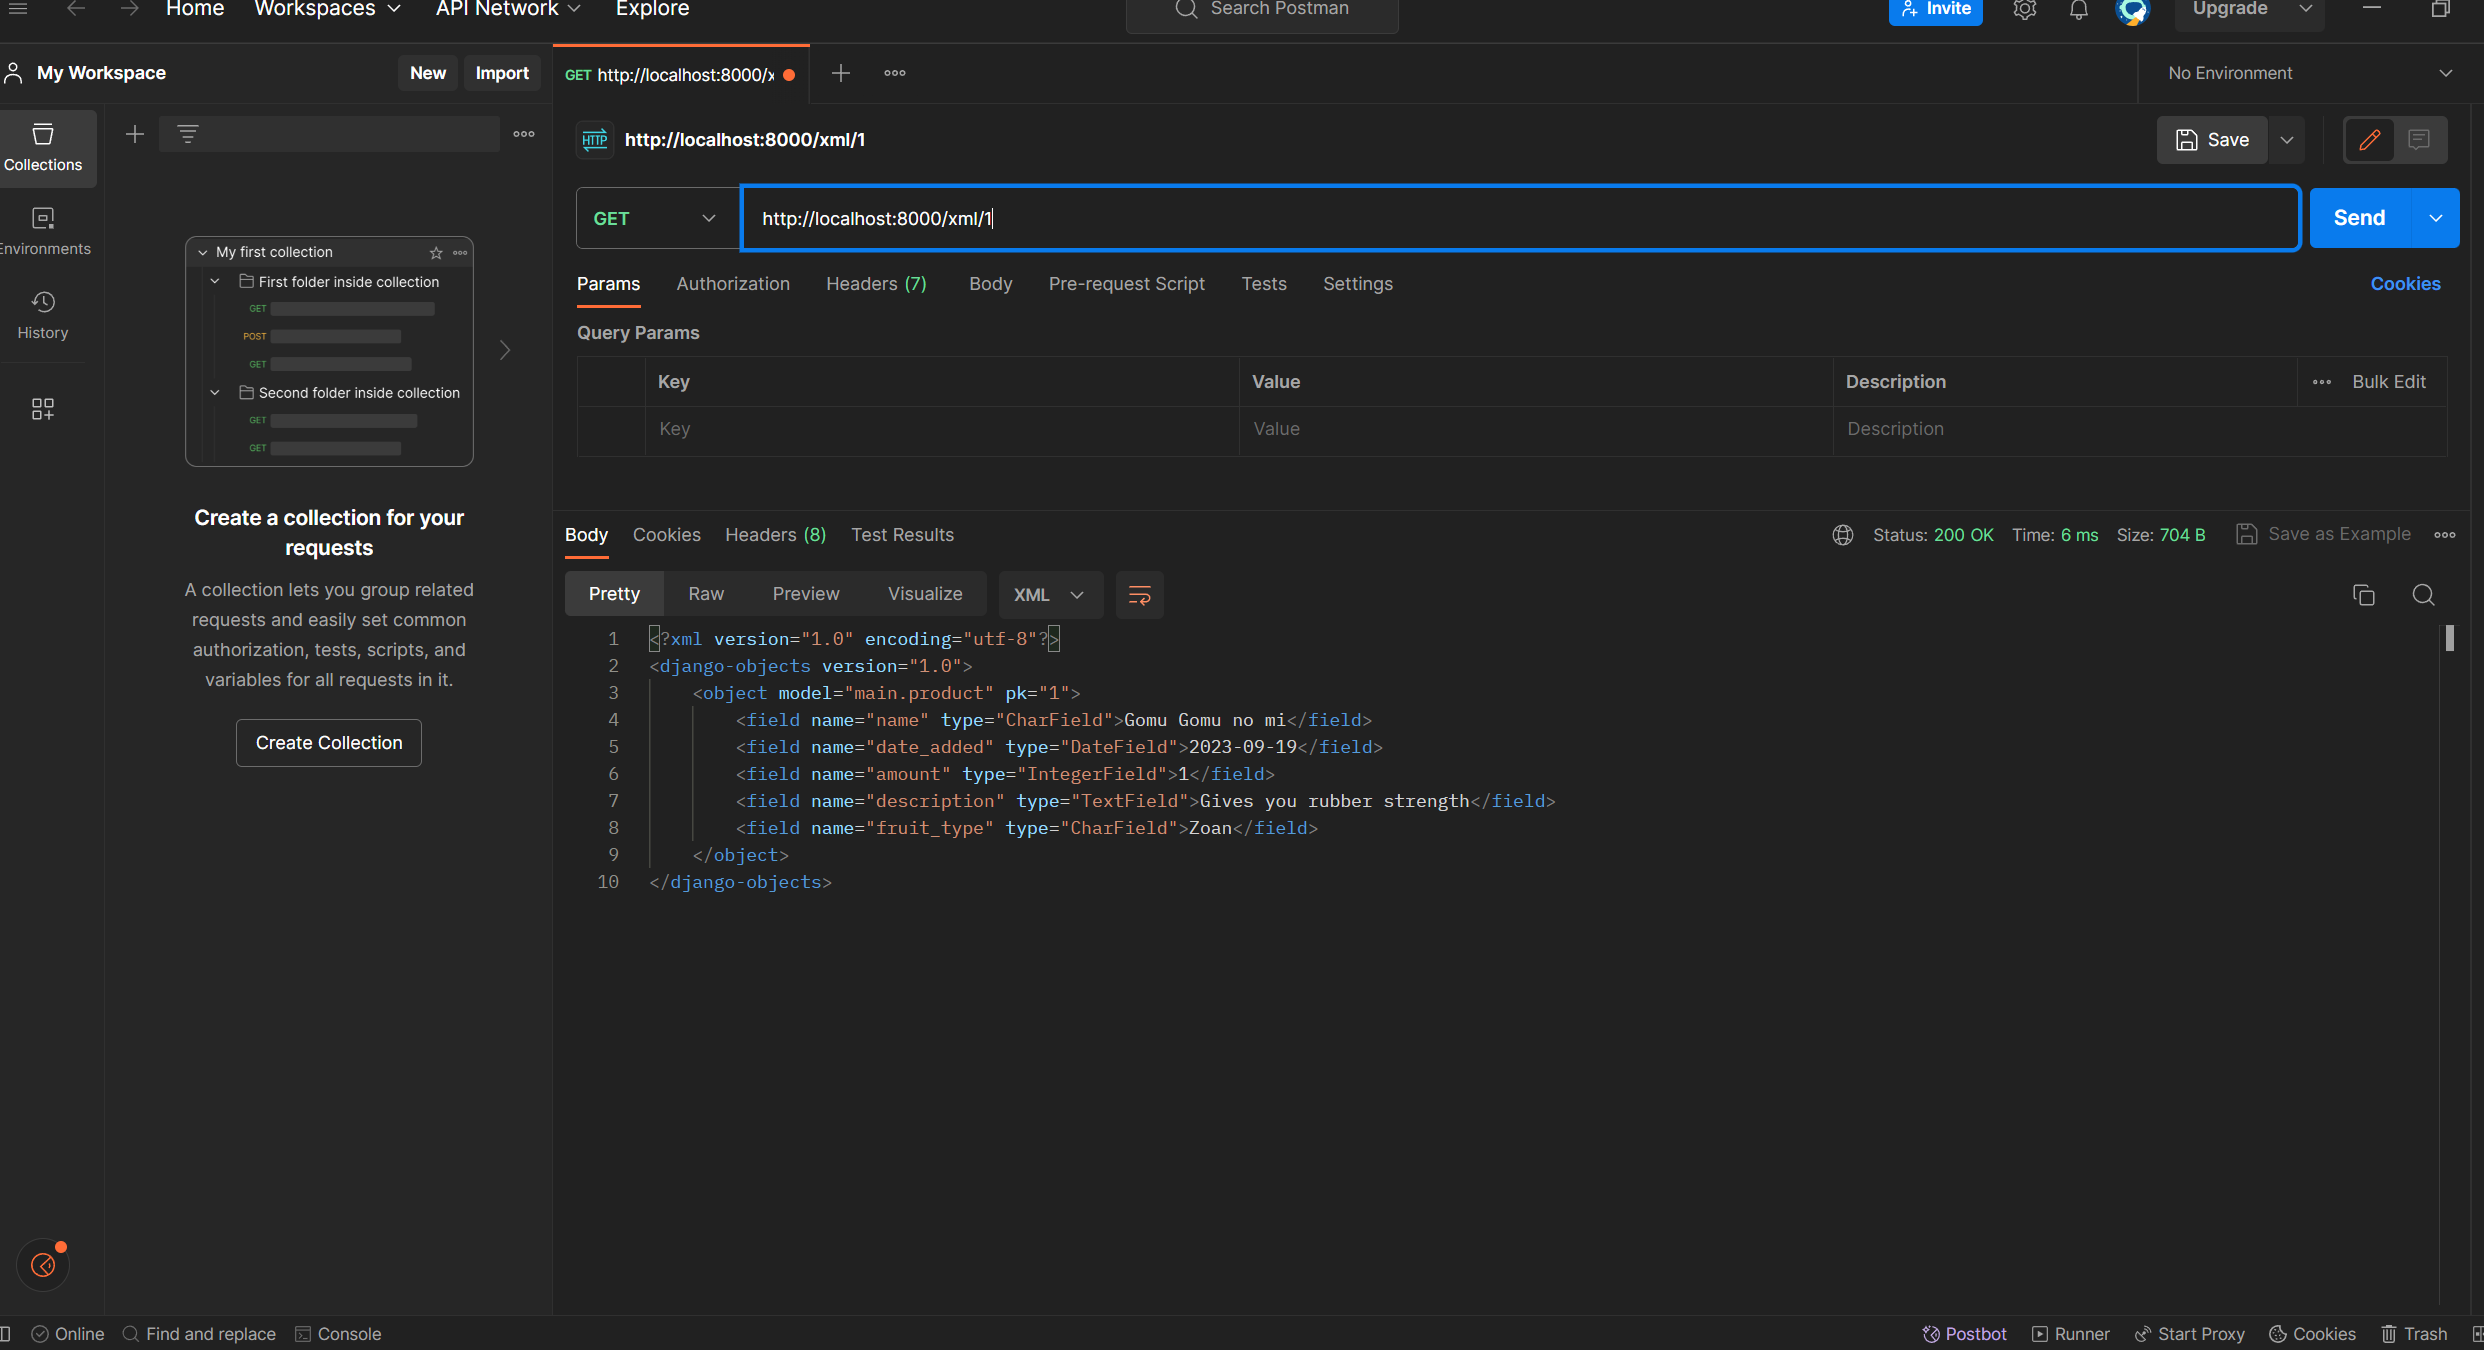 Home Workspaces API Network Explore Search Postman Invite Upgrade
My Workspace New Import GET http://localhost:8000/x No Environment
Collections
HTTP http://localhost:8000/xml/1 Save
GET http://localhost:8000/xml/1 Send
Environments
History
My first collection
First folder inside collection
GET
POST
GET
Second folder inside collection
GET
GET
Create a collection for your
requests
A collection lets you group related
requests and easily set common
authorization, tests, scripts, and
variables for all requests in it.
Create Collection
Params Authorization Headers (7) Body Pre-request Script Tests Settings Cookies
Query Params
Key Value Description Bulk Edit
Key Value Description
Body Cookies Headers (8) Test Results Status: 200 OK Time: 6 ms Size: 704 B Save as Example
Pretty Raw Preview Visualize XML
1 <?xml version="1.0" encoding="utf-8"?>
2 <django-objects version="1.0">
3 <object model="main.product" pk="1">
4 <field name="name" type="CharField">Gomu Gomu no mi</field>
5 <field name="date_added" type="DateField">2023-09-19</field>
6 <field name="amount" type="IntegerField">1</field>
7 <field name="description" type="TextField">Gives you rubber strength</field>
8 <field name="fruit_type" type="CharField">Zoan</field>
9 </object>
10 </django-objects>
Online Find and replace Console Postbot Runner Start Proxy Cookies Trash